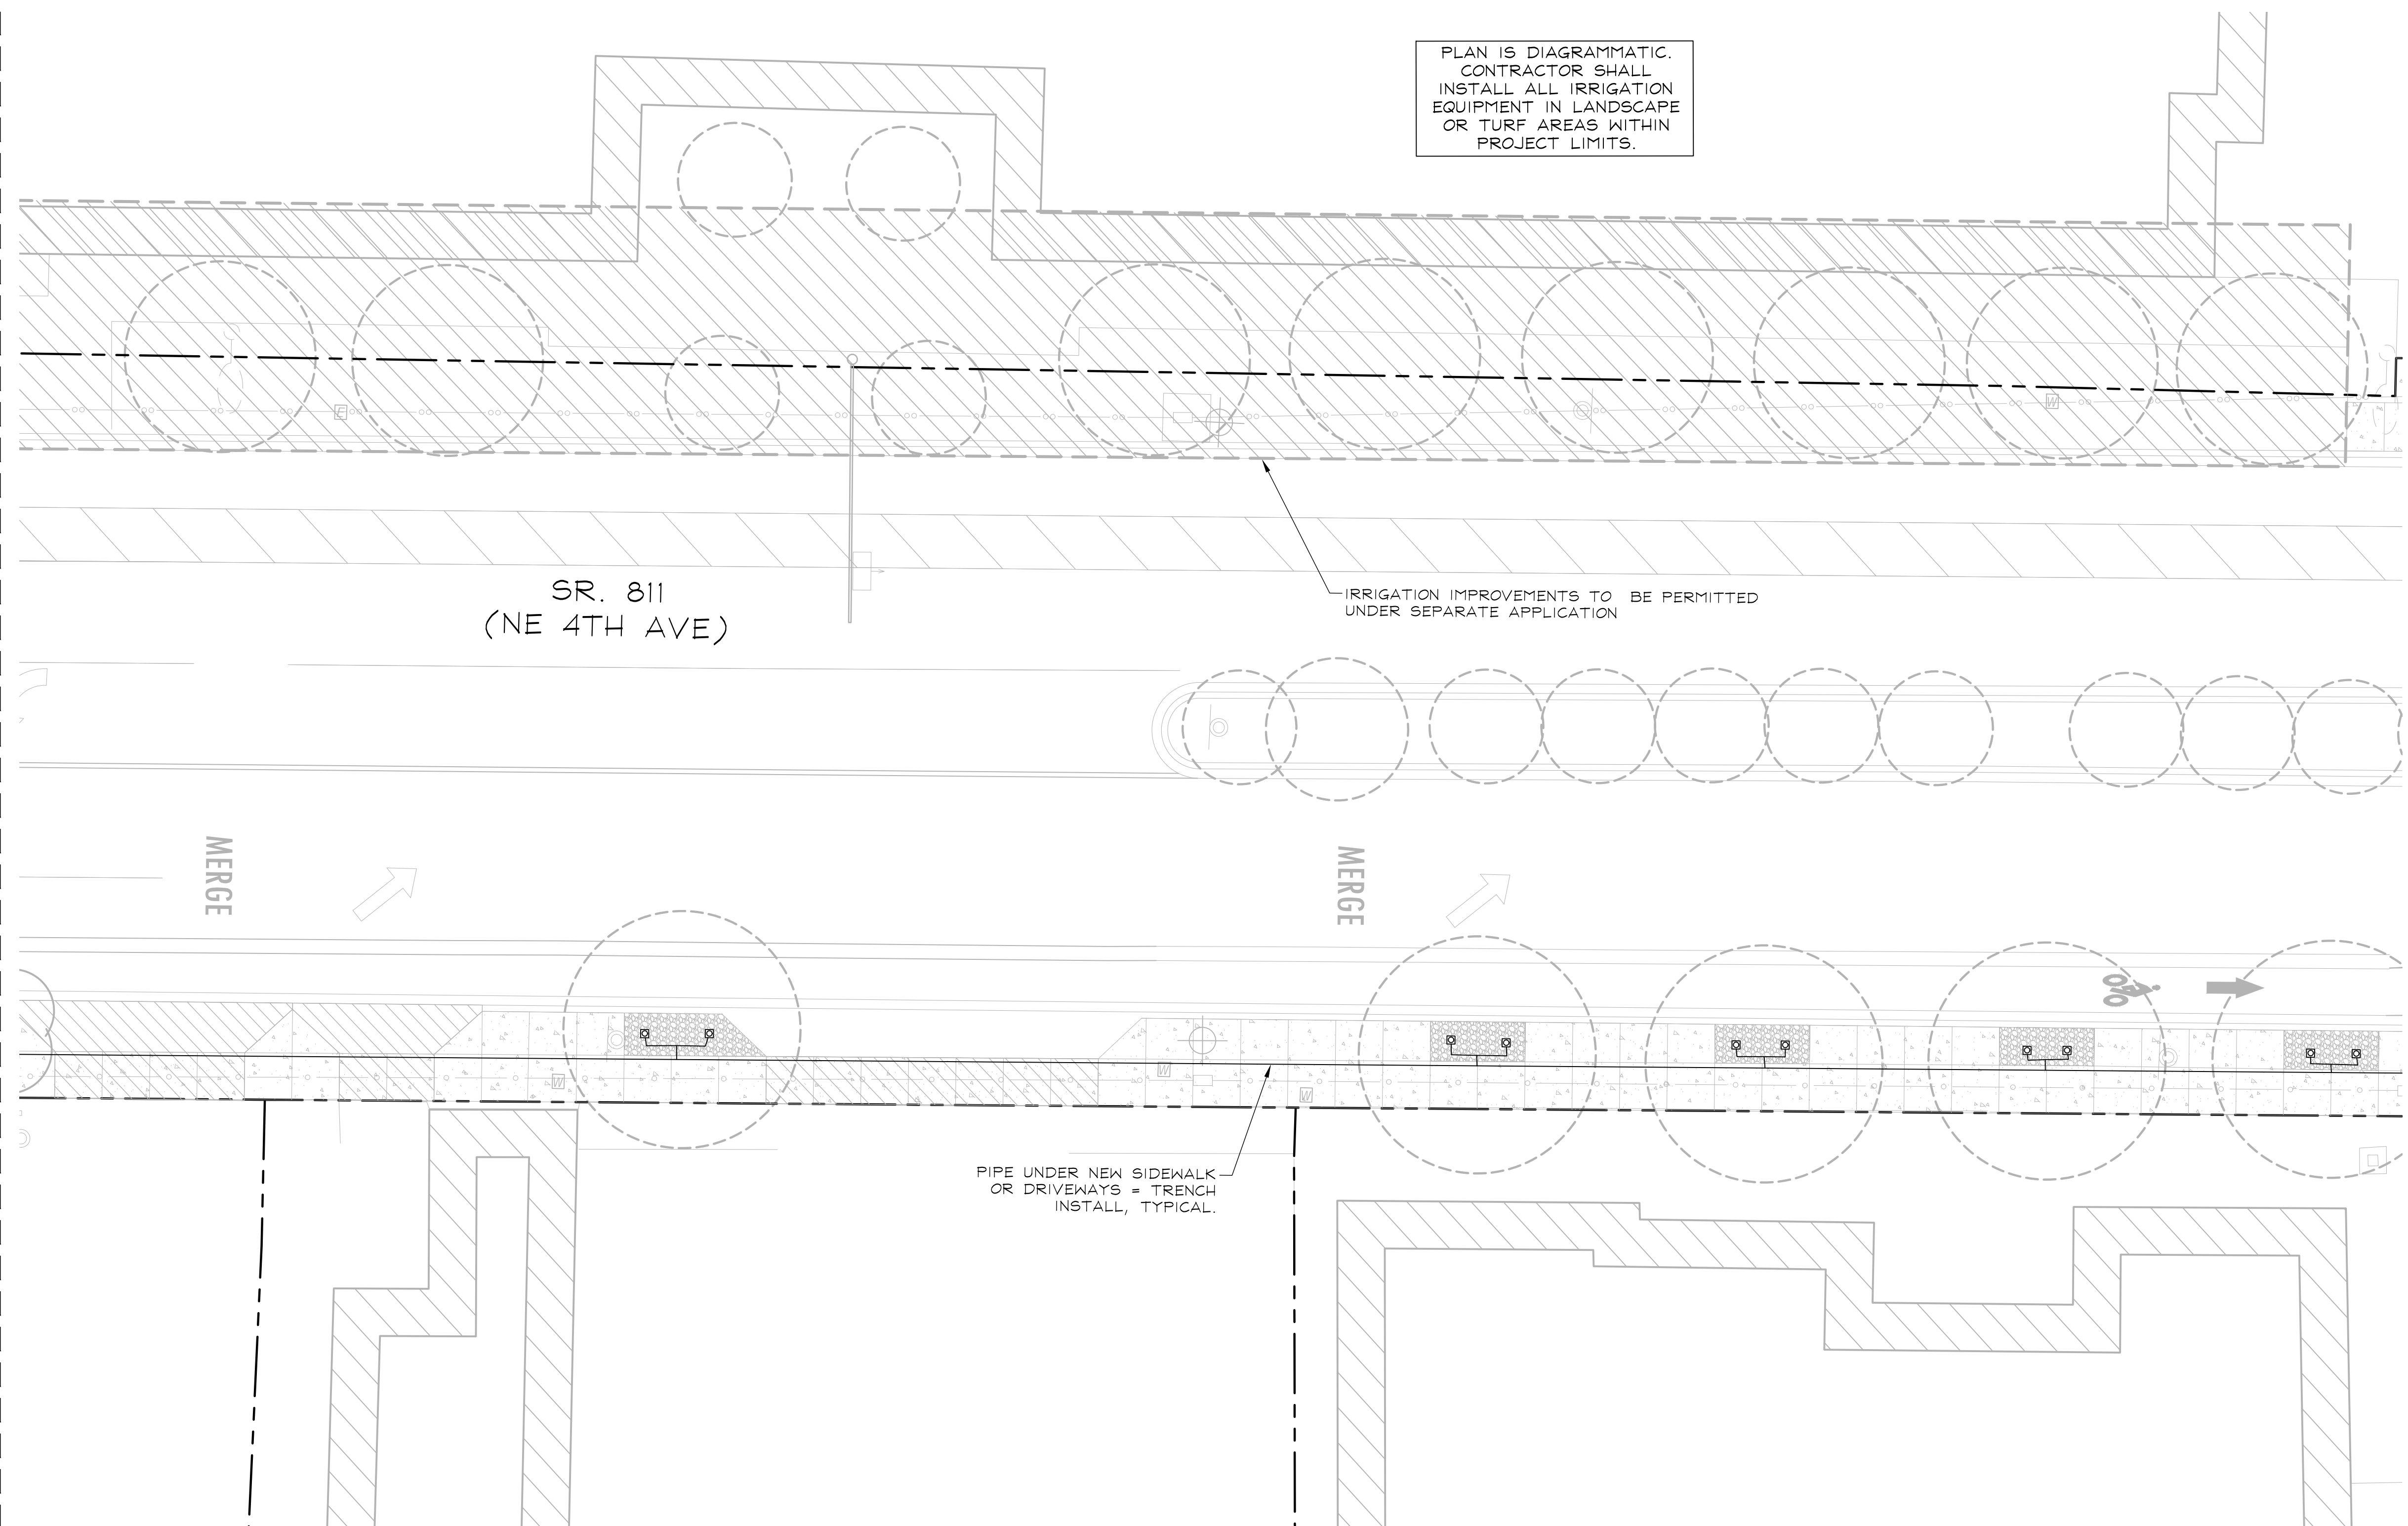 PLAN IS DIAGRAMMATIC.
CONTRACTOR SHALL
INSTALL ALL IRRIGATION
EQUIPMENT IN LANDSCAPE
OR TURF AREAS WITHIN
PROJECT LIMITS.
E
W
SR. 811
(NE 4TH AVE)
IRRIGATION IMPROVEMENTS TO BE PERMITTED
UNDER SEPARATE APPLICATION
MERGE
MERGE
W
W
W
PIPE UNDER NEW SIDEWALK
OR DRIVEWAYS = TRENCH
INSTALL, TYPICAL.